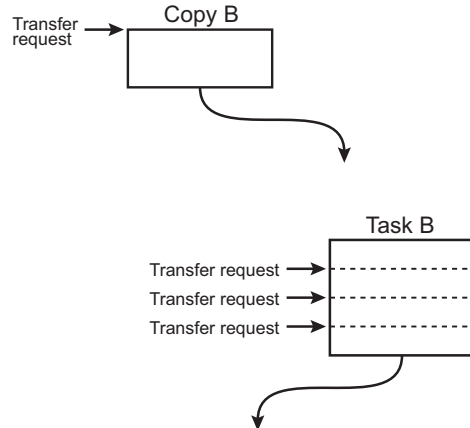 Copy B
Transfer
request
Task B
Transfer request
Transfer request
Transfer request